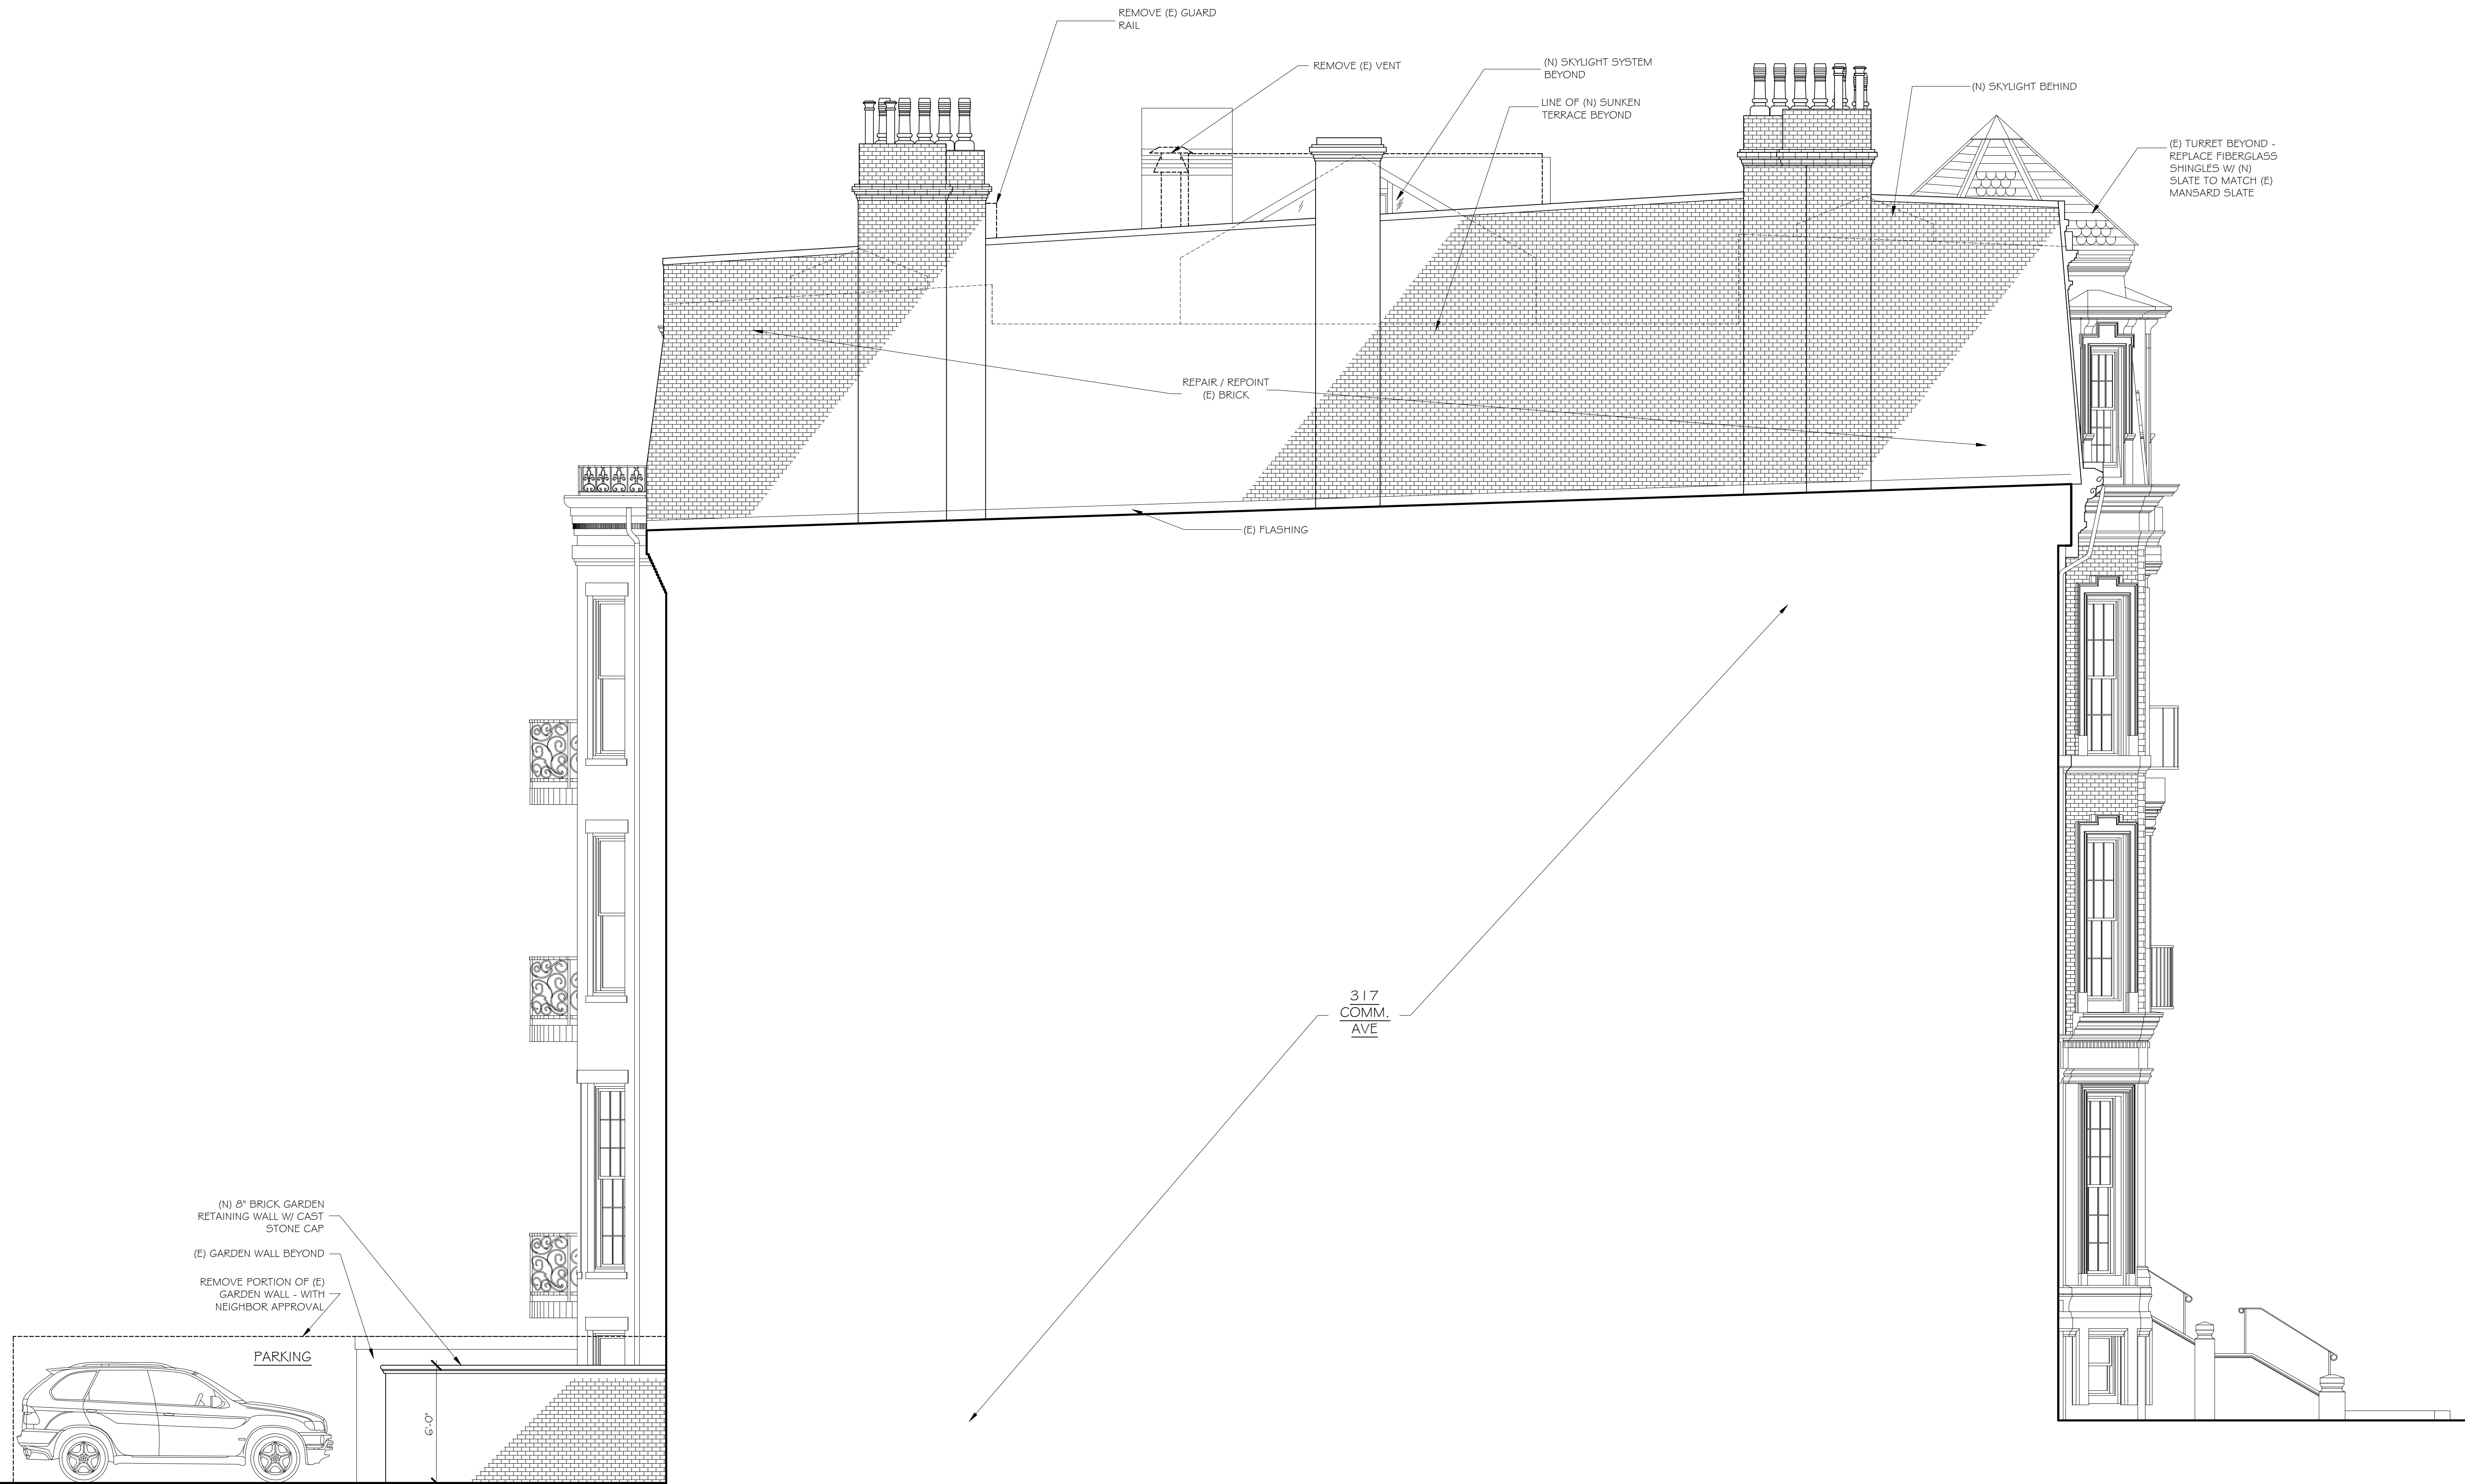 REMOVE (E) GUARD
RAIL
REMOVE (E) VENT
(N) SKYLIGHT SYSTEM
BEYOND
LINE OF (N) SUNKEN
TERRACE BEYOND
(N) SKYLIGHT BEHIND
(E) TURRET BEYOND -
REPLACE FIBERGLASS
SHINGLES W/ (N)
SLATE TO MATCH (E)
MANSARD SLATE
REPAIR / REPOINT
(E) BRICK
(E) FLASHING
317
COMM.
AVE
(N) 8" BRICK GARDEN
RETAINING WALL W/ CAST
STONE CAP
(E) GARDEN WALL BEYOND
REMOVE PORTION OF (E)
GARDEN WALL - WITH
NEIGHBOR APPROVAL
PARKING
6'-0"